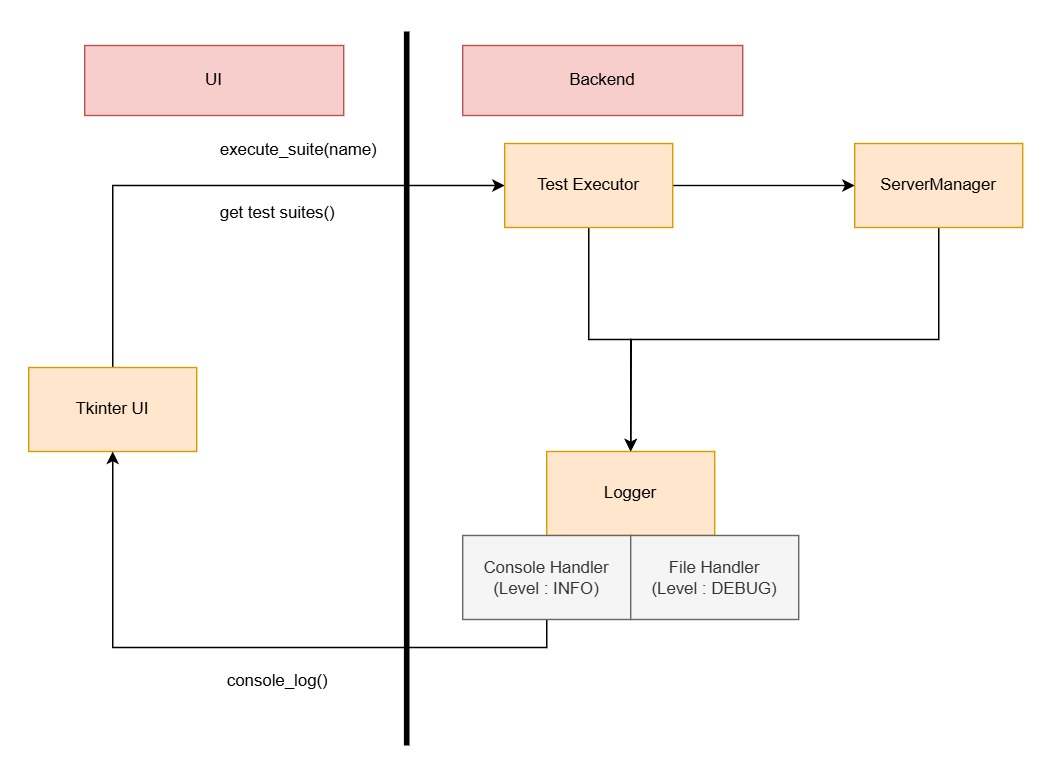 UI
Backend
execute_suite(name)
Test Executor
ServerManager
get test suites()
Tkinter UI
Logger
Console Handler
(Level : INFO)
File Handler
(Level : DEBUG)
console_log()